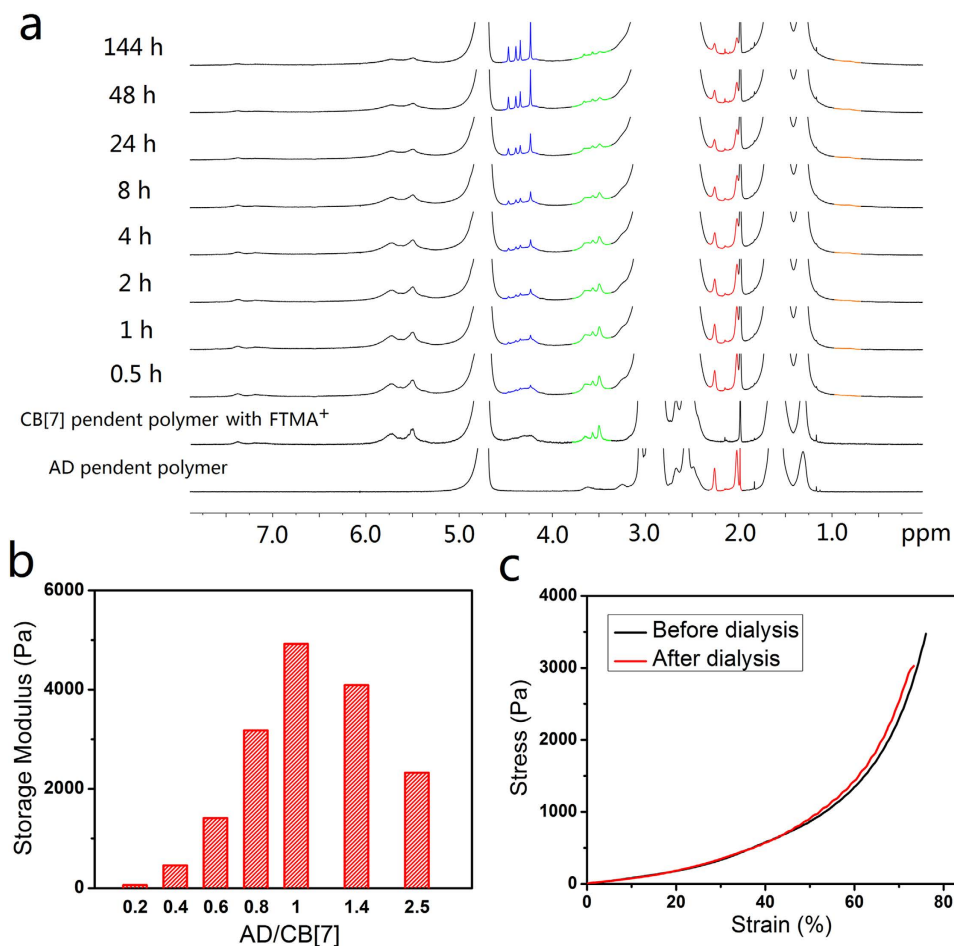 a
144 h
48 h
24 h
8 h
4 h
2 h
1 h
0.5 h
CB[7] pendent polymer with FTMA+
AD pendent polymer
7.0 6.0 5.0 4.0 3.0 2.0 1.0 ppm
b
6000
4000
2000
0
Storage Modulus (Pa)
0.2 0.4 0.6 0.8 1 1.4 2.5
AD/CB[7]
c
4000
3000
2000
1000
0
Stress (Pa)
Before dialysis
After dialysis
0 20 40 60 80
Strain (%)